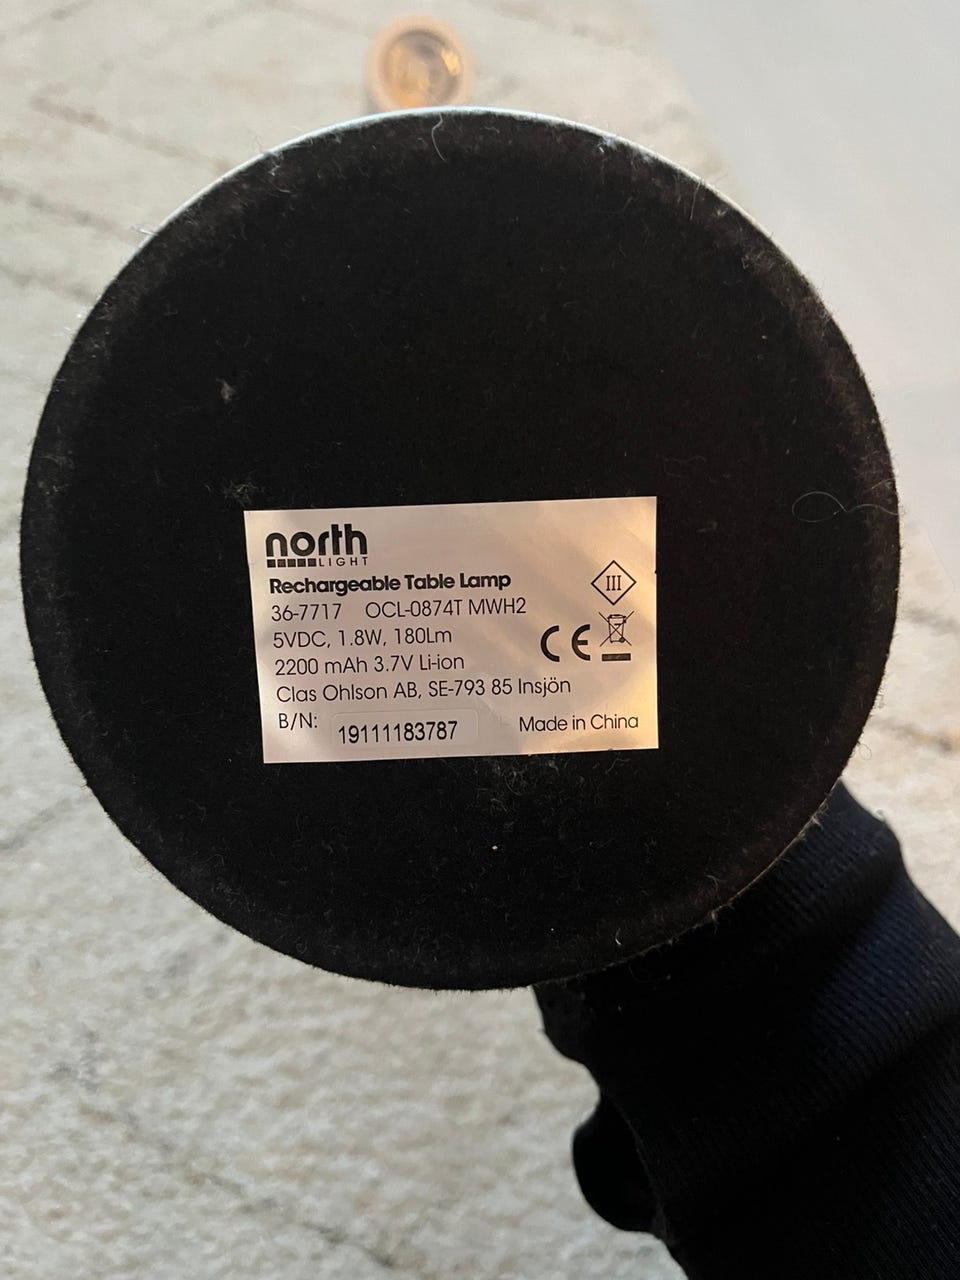 north
LIGHT
Rechargeable Table Lamp
36-7717 OCL-0874T MWH2
5VDC, 1.8W, 180Lm
2200 mAh 3.7V Li-ion
Clas Ohlson AB, SE-793 85 Insjön
B/N: 19111183787 Made in China
III
CE